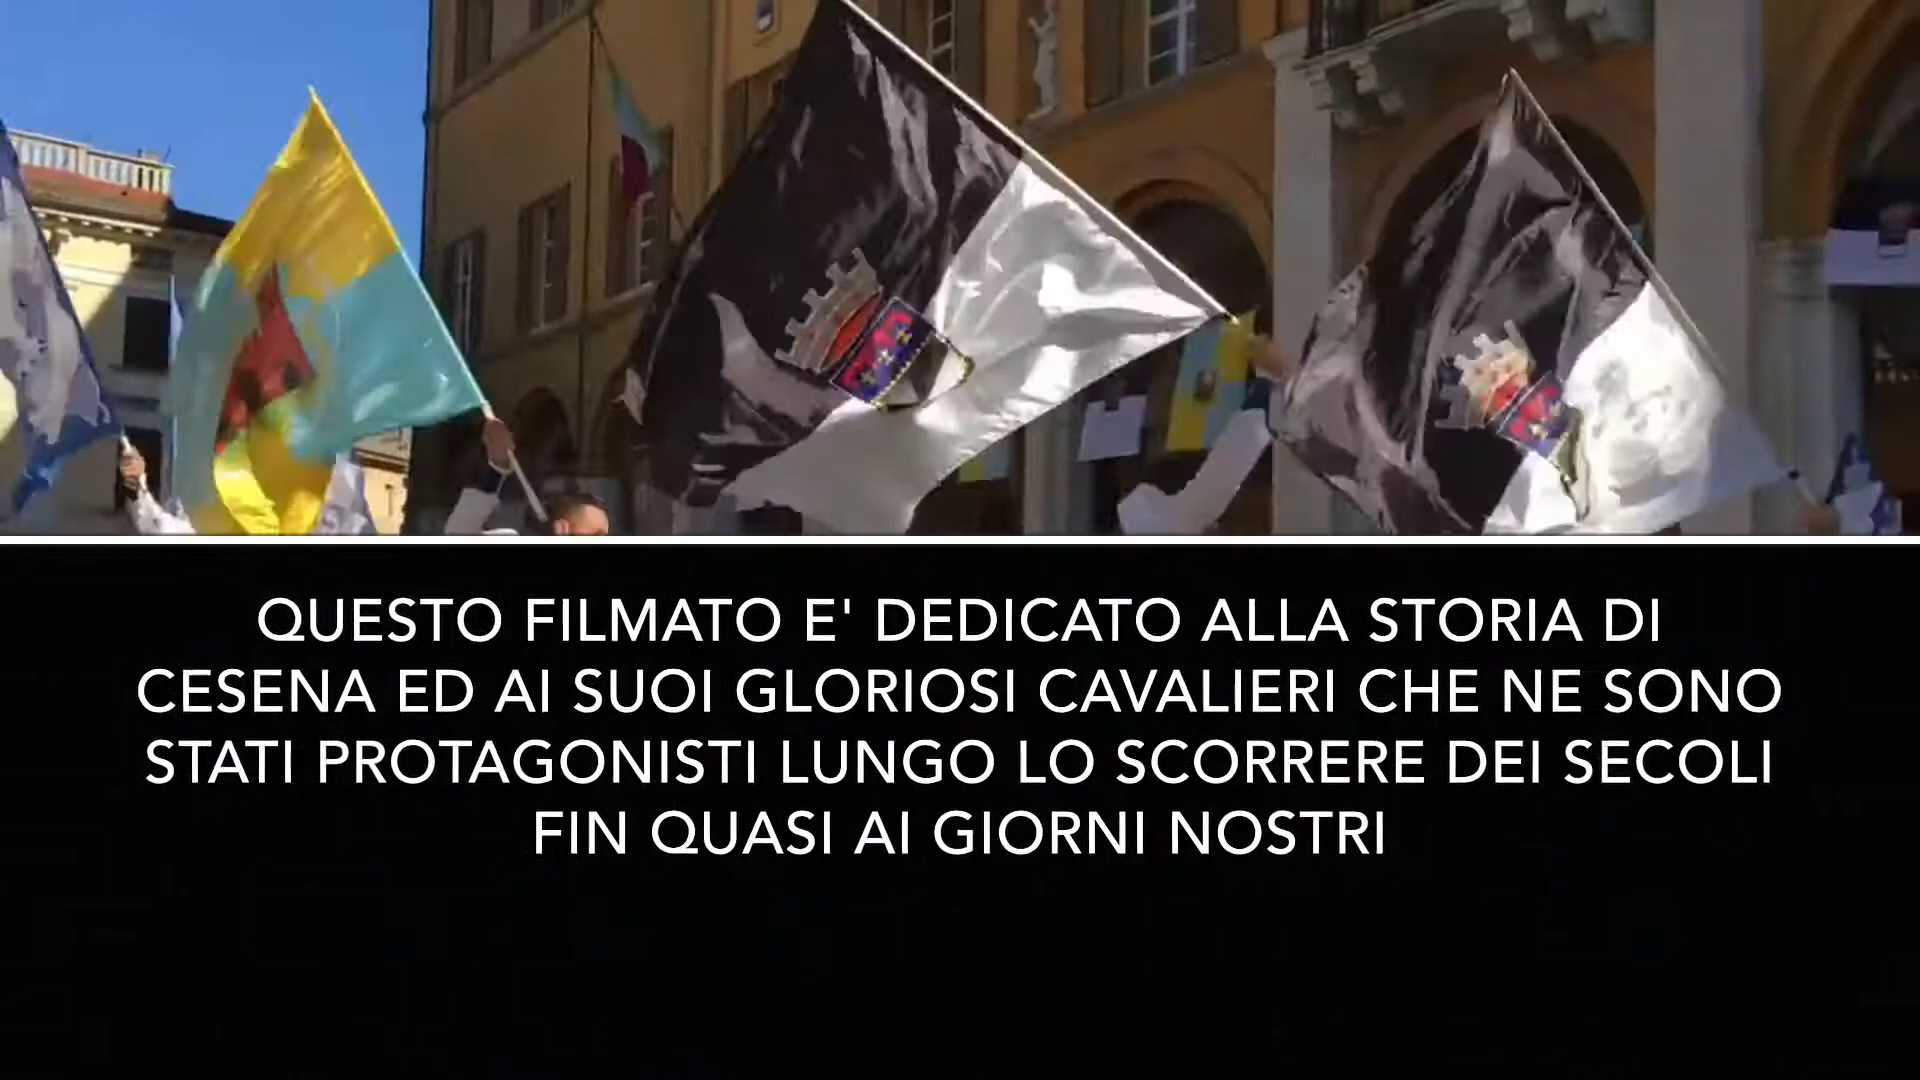 QUESTO FILMATO E' DEDICATO ALLA STORIA DI
CESENA ED AI SUOI GLORIOSI CAVALIERI CHE NE SONO
STATI PROTAGONISTI LUNGO LO SCORRERE DEI SECOLI
FIN QUASI AI GIORNI NOSTRI